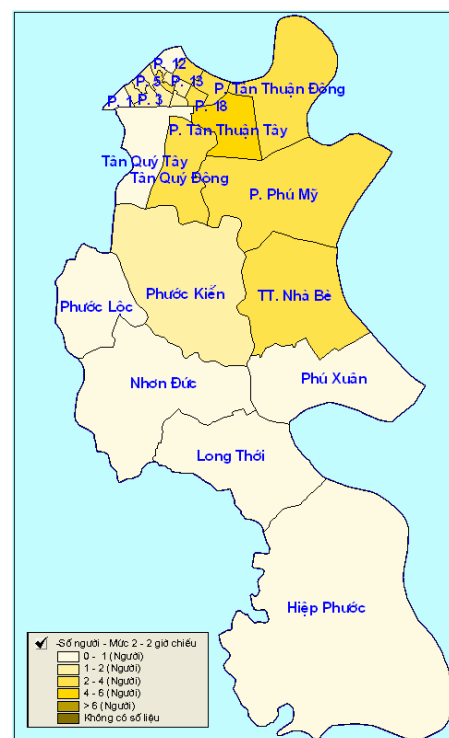 P. 12
P. 5
P. 13
P. 1
P. 3
P. Tân Thuận Đông
P. 18
P. Tân Thuận Tây
Tân Quý Tây
Tân Quý Đông
P. Phú Mỹ
Phước Kiến
Phước Lộc
TT. Nhà Bè
Nhơn Đức
Phú Xuân
Long Thới
Hiệp Phước
-Số người - Mức 2 - 2 giờ chiều
0 - 1 (Người)
1 - 2 (Người)
2 - 4 (Người)
4 - 6 (Người)
> 6 (Người)
Không có số liệu